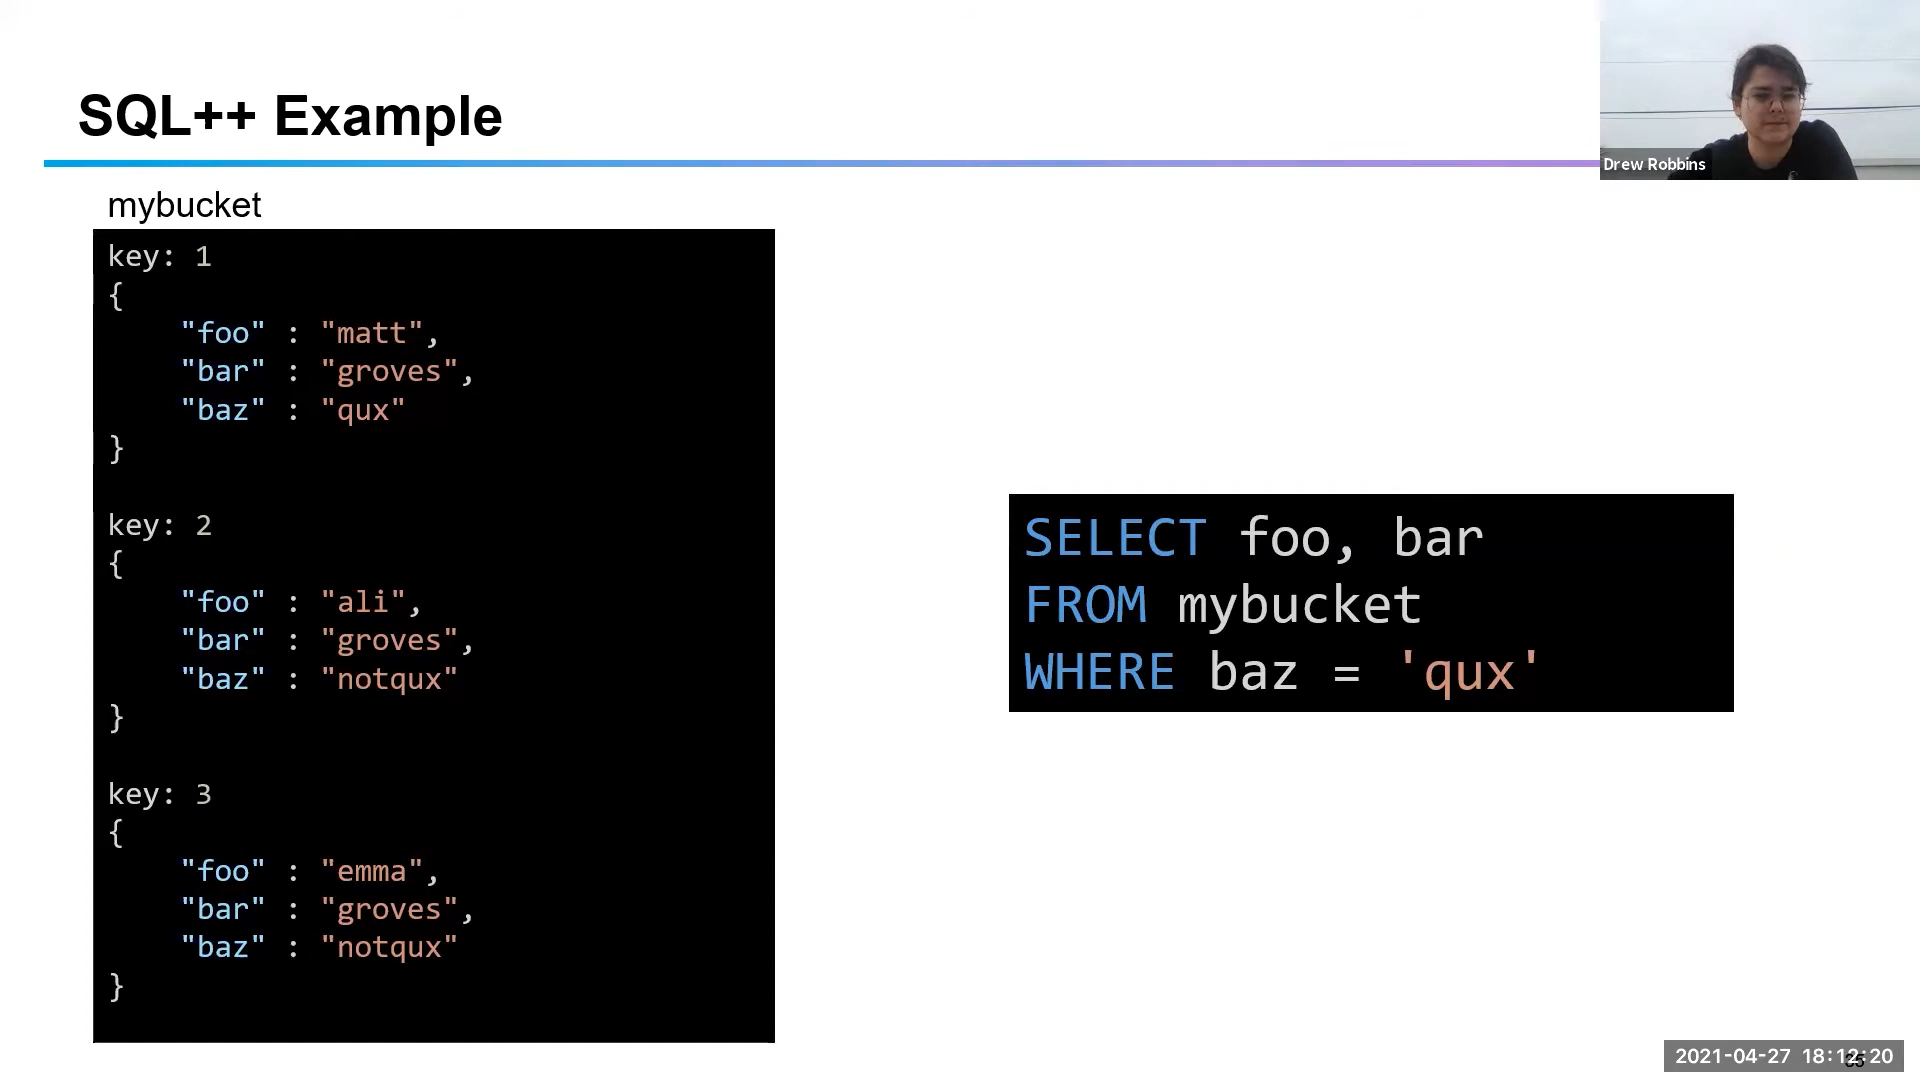 SQL++ Example
Drew Robbins
mybucket
key: 1
{
"foo" : "matt",
"bar" : "groves",
"baz" : "qux"
}
key: 2
{
"foo" : "ali",
"bar" : "groves",
"baz" : "notqux"
}
key: 3
{
"foo" : "emma",
"bar" : "groves",
"baz" : "notqux"
}
SELECT foo, bar
FROM mybucket
WHERE baz = 'qux'
2021-04-27 18:12:20